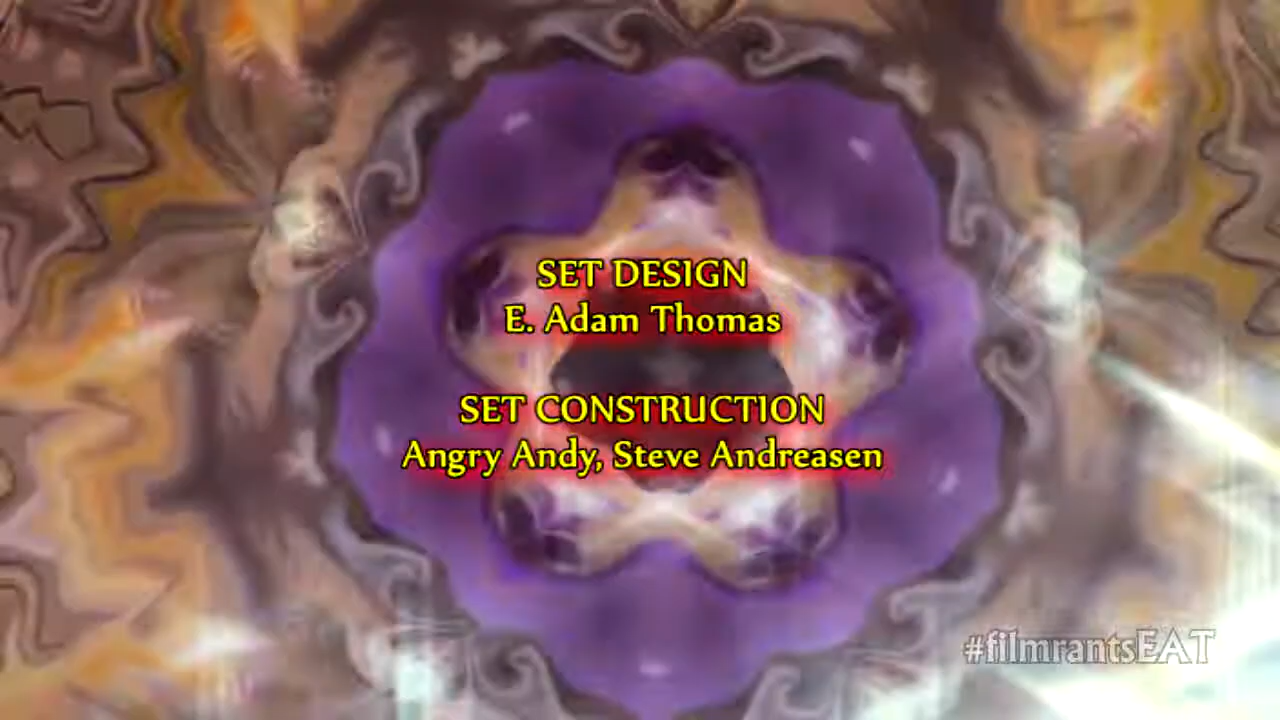 SET DESIGN
E. Adam Thomas
SET CONSTRUCTION
Angry Andy, Steve Andreasen
#filmrantsEAT